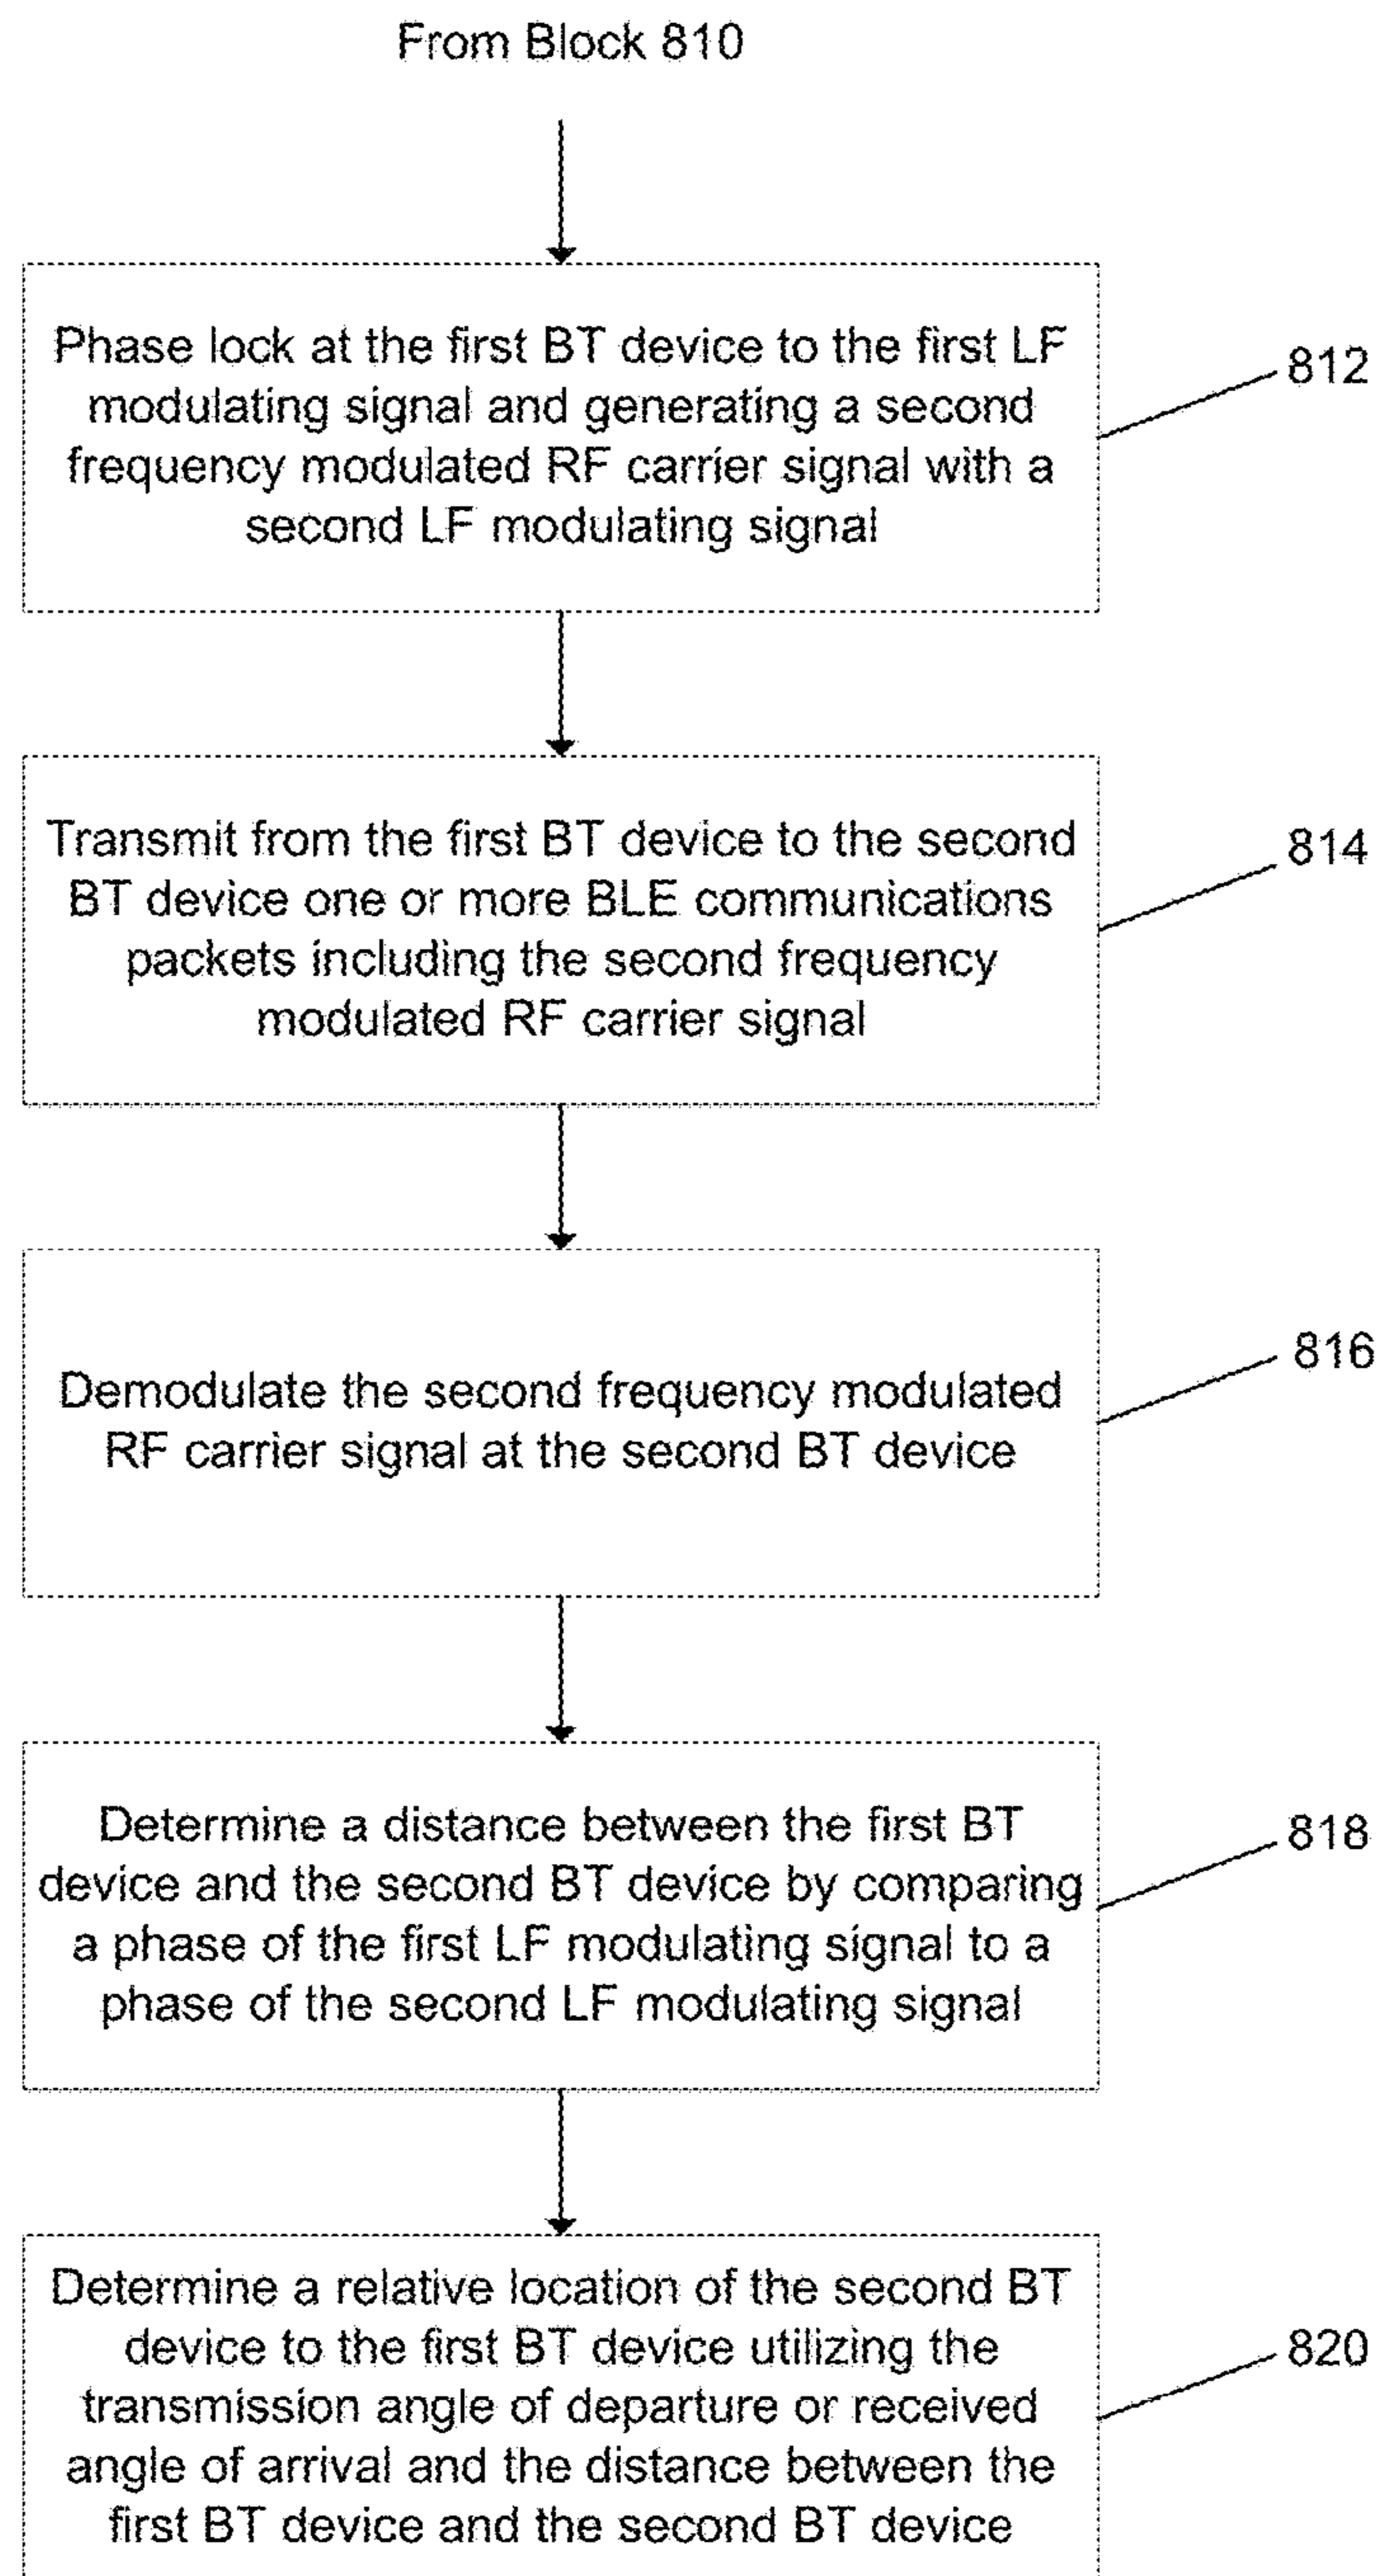 From Block 810
Phase lock at the first BT device to the first LF
modulating signal and generating a second
frequency modulated RF carrier signal with a
second LF modulating signal
812
Transmit from the first BT device to the second
BT device one or more BLE communications
packets including the second frequency
modulated RF carrier signal
814
Demodulate the second frequency modulated
RF carrier signal at the second BT device
816
Determine a distance between the first BT
device and the second BT device by comparing
a phase of the first LF modulating signal to a
phase of the second LF modulating signal
818
Determine a relative location of the second BT
device to the first BT device utilizing the
transmission angle of departure or received
angle of arrival and the distance between the
first BT device and the second BT device
820